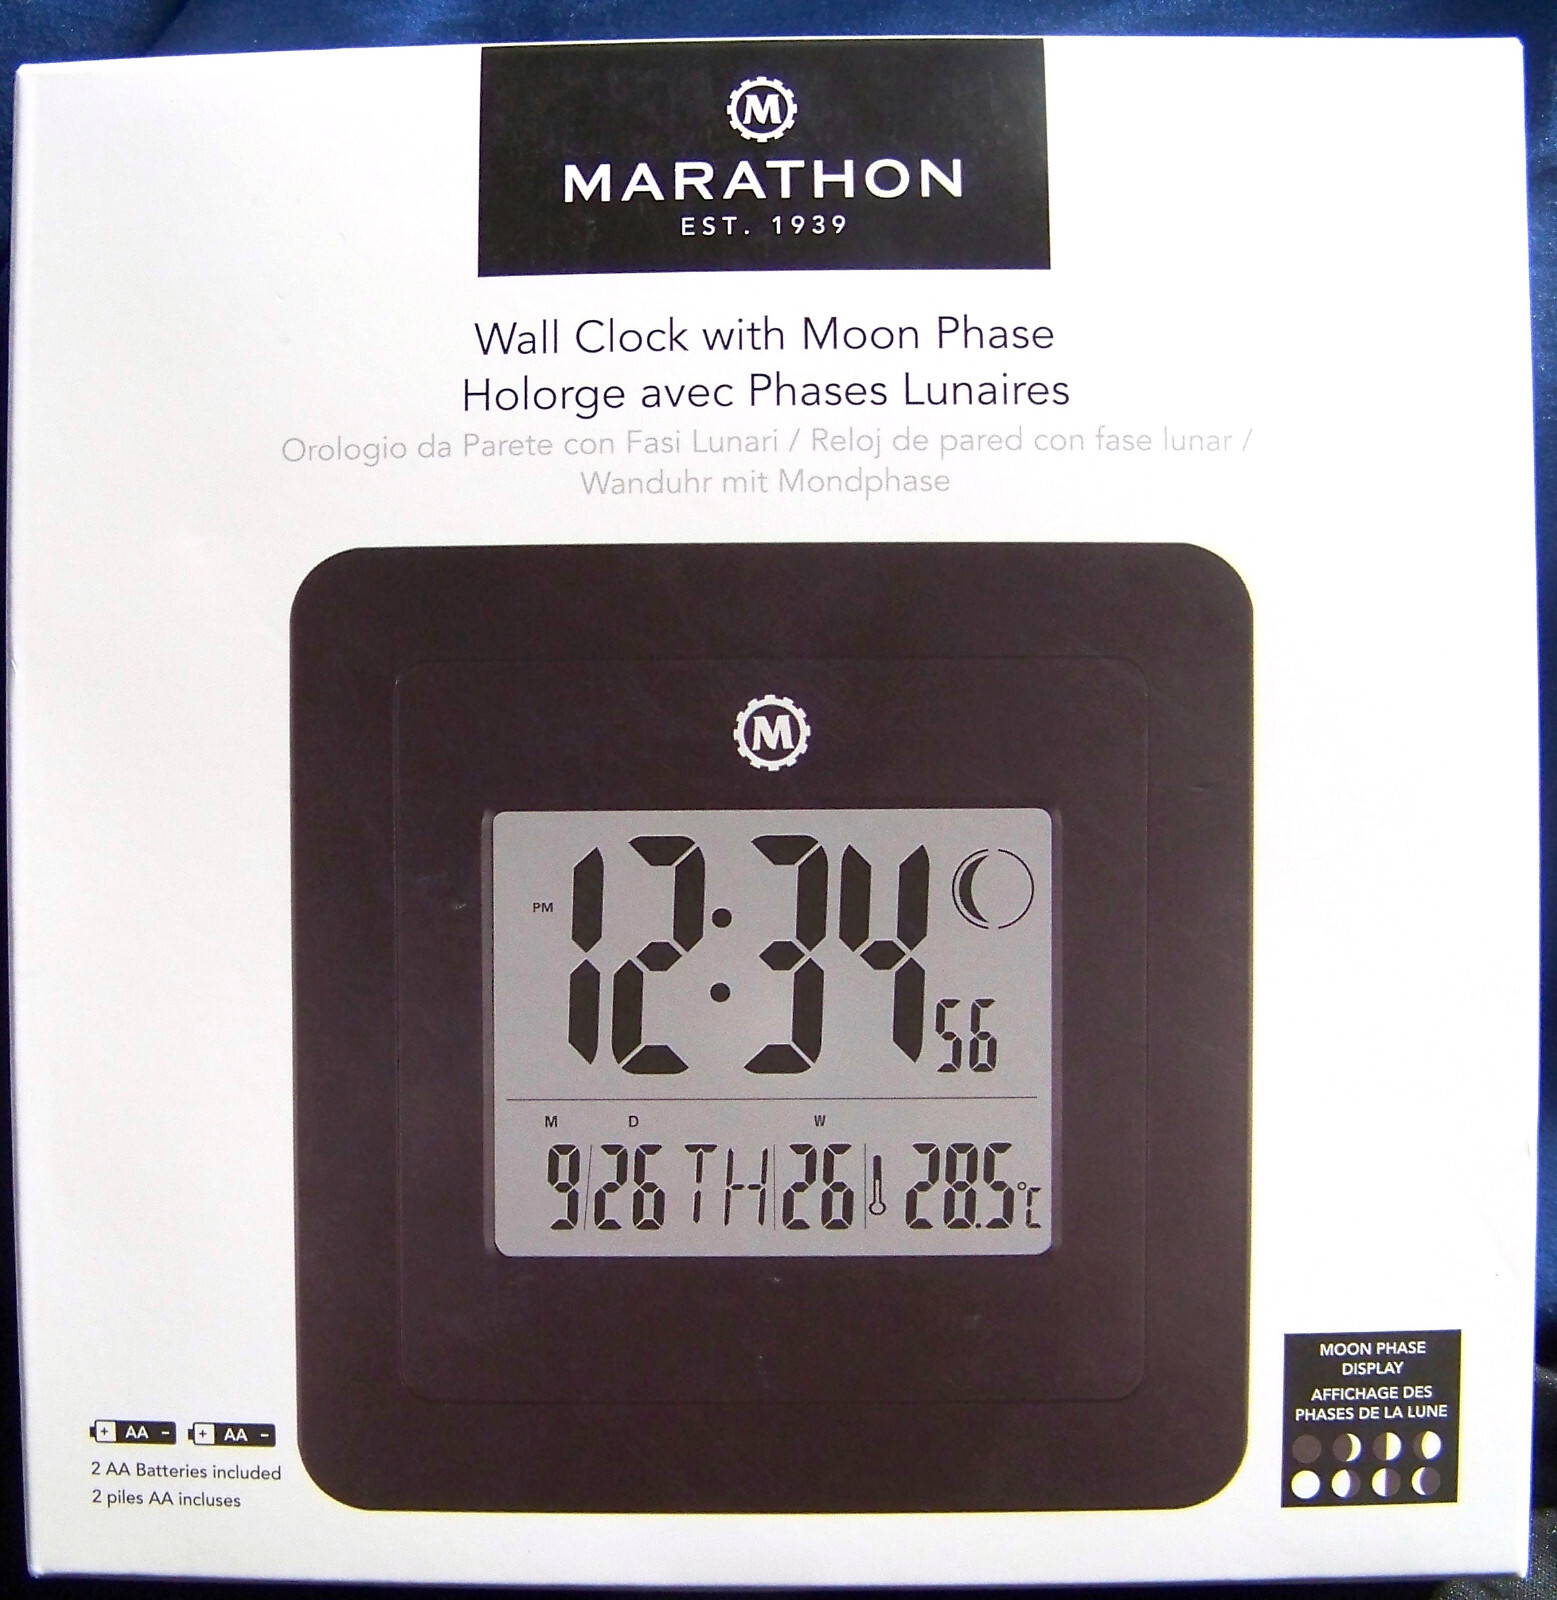 M
MARATHON
EST. 1939
Wall Clock with Moon Phase
Holorge avec Phases Lunaires
Orologio da Parete con Fasi Lunari / Reloj de pared con fase lunar /
Wanduhr mit Mondphase
M
PM 12:34 56
M D W
9/26 TH 26 28.5°C
+ AA - + AA -
2 AA Batteries included
2 piles AA incluses
MOON PHASE
DISPLAY
AFFICHAGE DES
PHASES DE LA LUNE